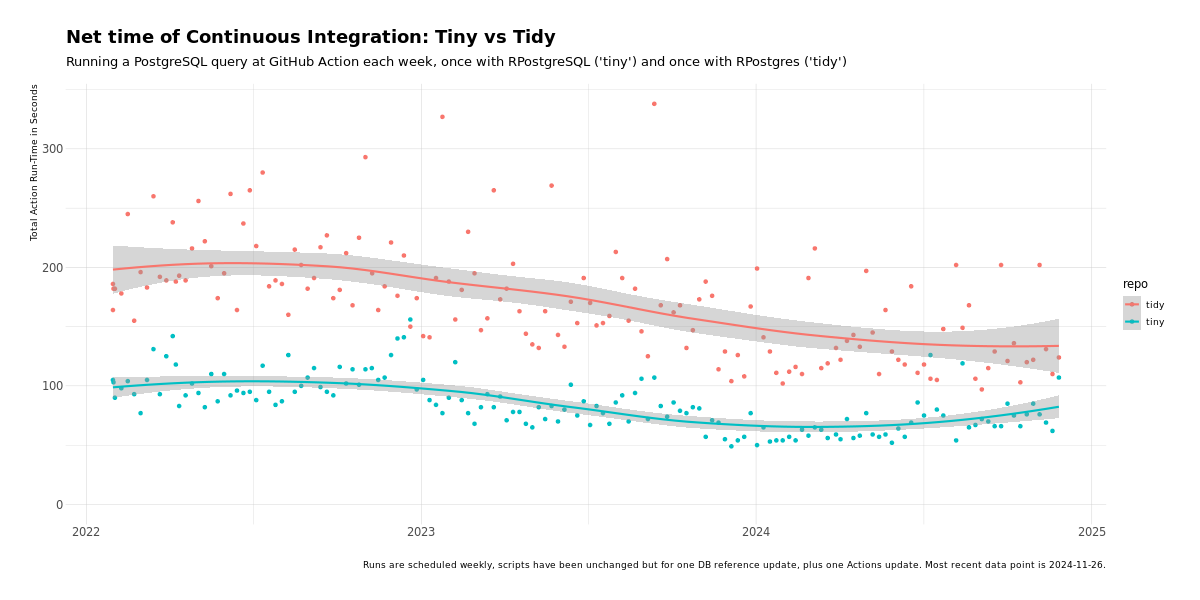 Net time of Continuous Integration: Tiny vs Tidy
Running a PostgreSQL query at GitHub Action each week, once with RPostgreSQL ('tiny') and once with RPostgres ('tidy')
Total Action Run-Time in Seconds
300
200
100
0
2022
2023
2024
2025
repo
tidy
tiny
Runs are scheduled weekly, scripts have been unchanged but for one DB reference update, plus one Actions update. Most recent data point is 2024-11-26.